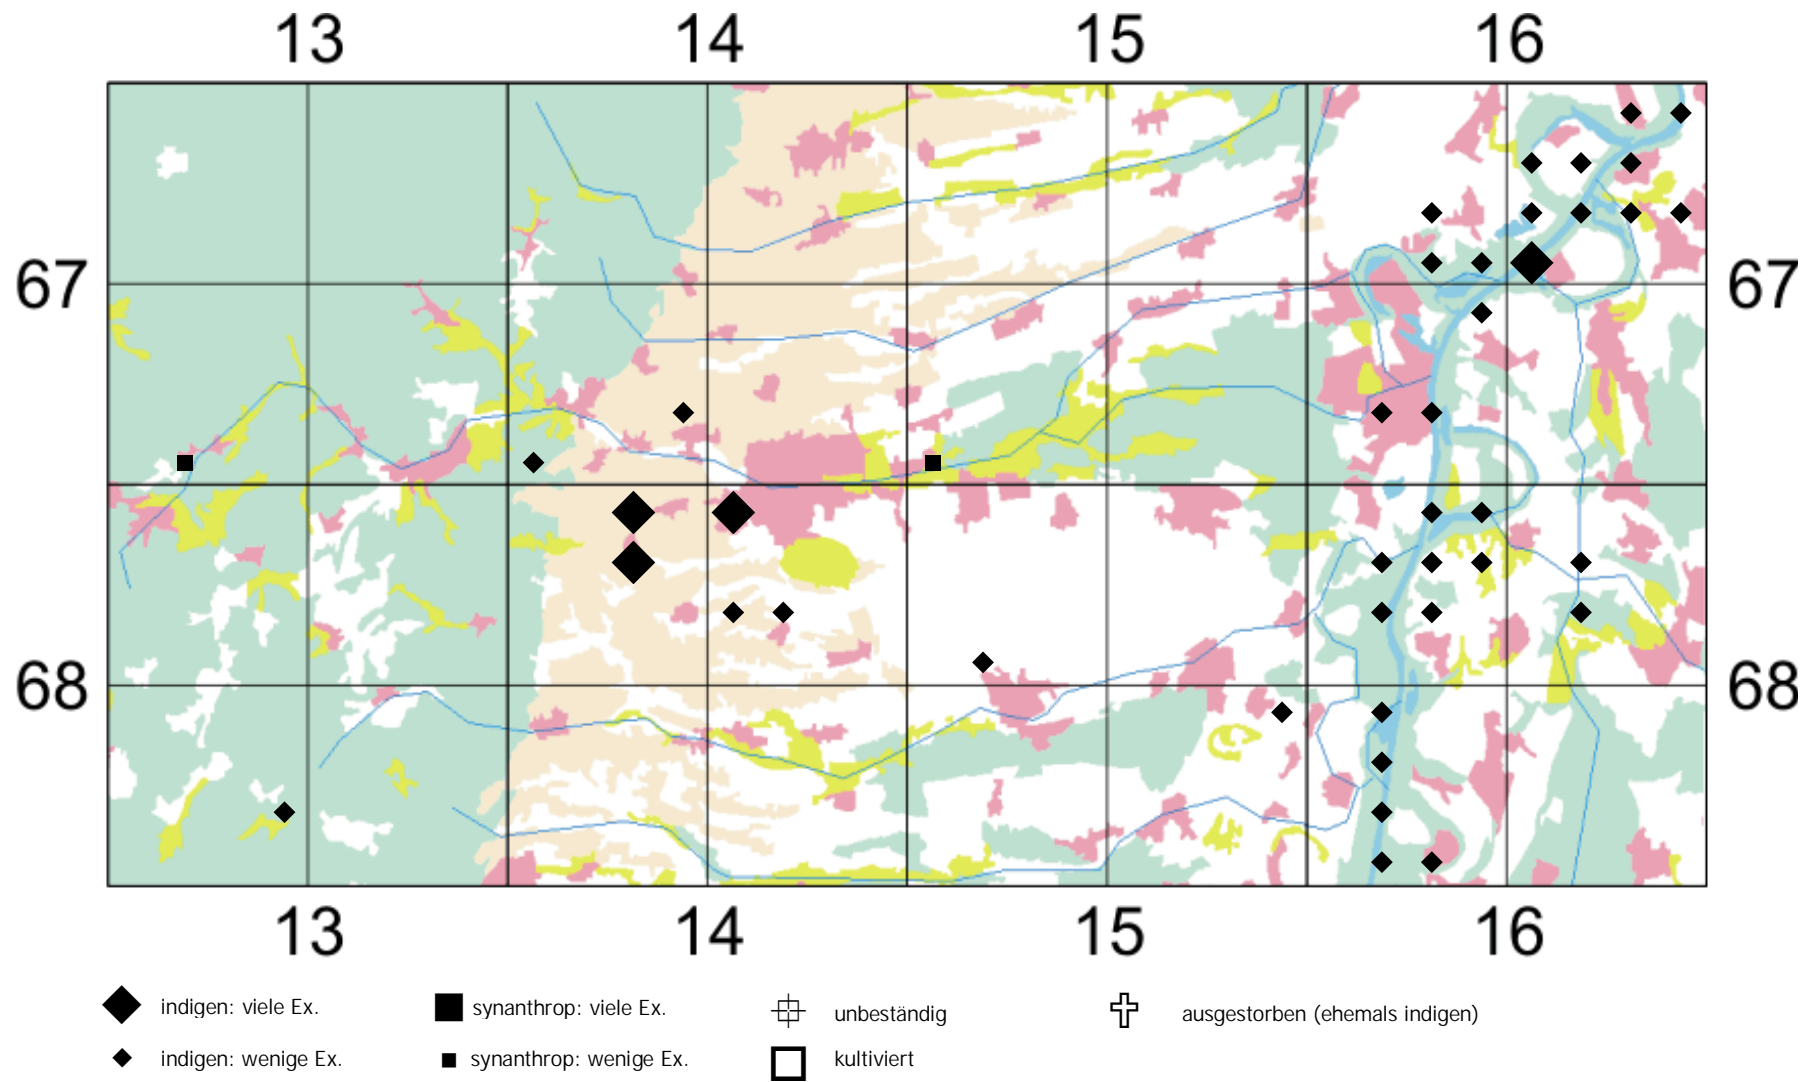 13 14 15 16
67 67
68 68
13 14 15 16
indigen: viele Ex. synanthrop: viele Ex. unbeständig ausgestorben (ehemals indigen)
indigen: wenige Ex. synanthrop: wenige Ex. kultiviert